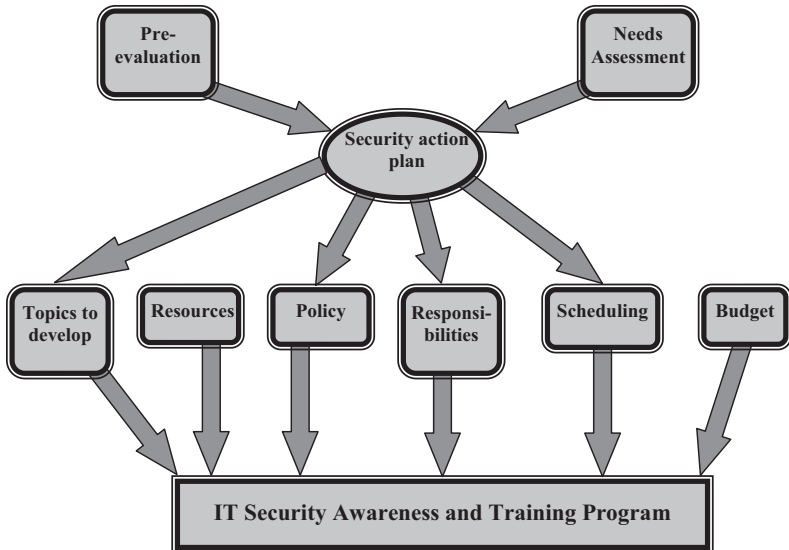 Pre-
evaluation
Needs
Assessment
Security action
plan
Topics to
develop
Resources
Policy
Responsi-
bilities
Scheduling
Budget
IT Security Awareness and Training Program